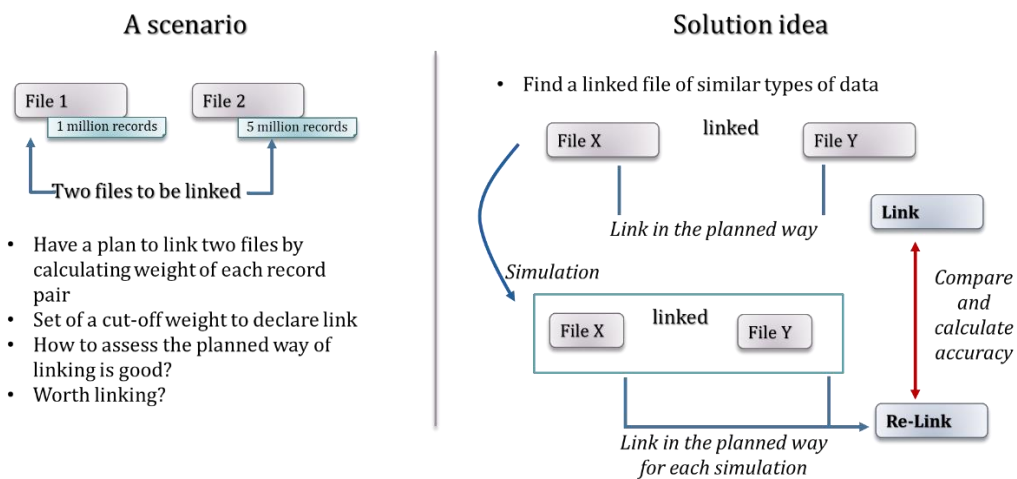 A scenario
File 1
1 million records
File 2
5 million records
Two files to be linked
• Have a plan to link two files by
calculating weight of each record
pair
• Set of a cut-off weight to declare link
• How to assess the planned way of
linking is good?
• Worth linking?
Solution idea
• Find a linked file of similar types of data
File X
linked
File Y
Link in the planned way
Link
Simulation
Compare
and
calculate
accuracy
File X
linked
File Y
Re-Link
Link in the planned way
for each simulation